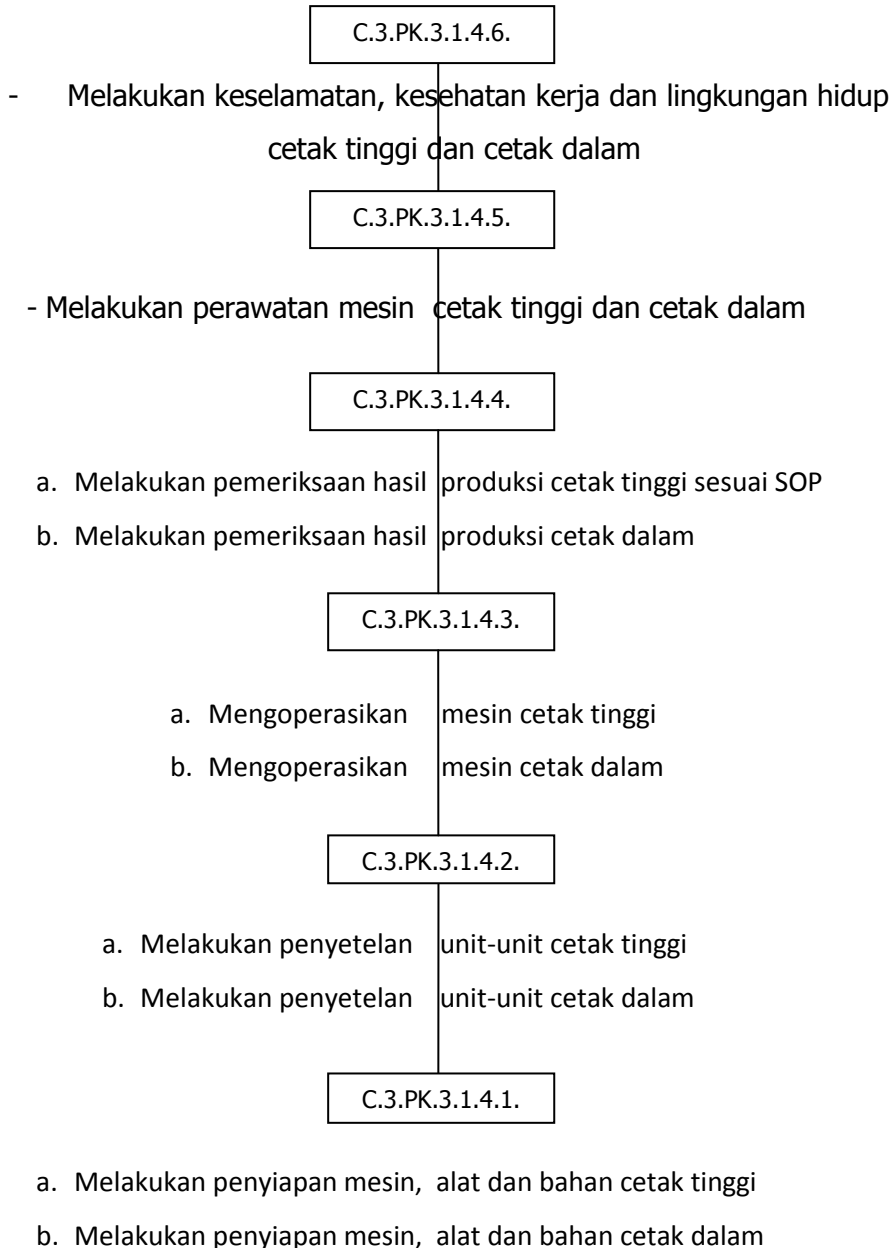 C.3.PK.3.1.4.6.
- Melakukan keselamatan, kesehatan kerja dan lingkungan hidup
cetak tinggi dan cetak dalam
C.3.PK.3.1.4.5.
- Melakukan perawatan mesin cetak tinggi dan cetak dalam
C.3.PK.3.1.4.4.
a. Melakukan pemeriksaan hasil produksi cetak tinggi sesuai SOP
b. Melakukan pemeriksaan hasil produksi cetak dalam
C.3.PK.3.1.4.3.
a. Mengoperasikan mesin cetak tinggi
b. Mengoperasikan mesin cetak dalam
C.3.PK.3.1.4.2.
a. Melakukan penyetelan unit-unit cetak tinggi
b. Melakukan penyetelan unit-unit cetak dalam
C.3.PK.3.1.4.1.
a. Melakukan penyiapan mesin, alat dan bahan cetak tinggi
b. Melakukan penyiapan mesin, alat dan bahan cetak dalam